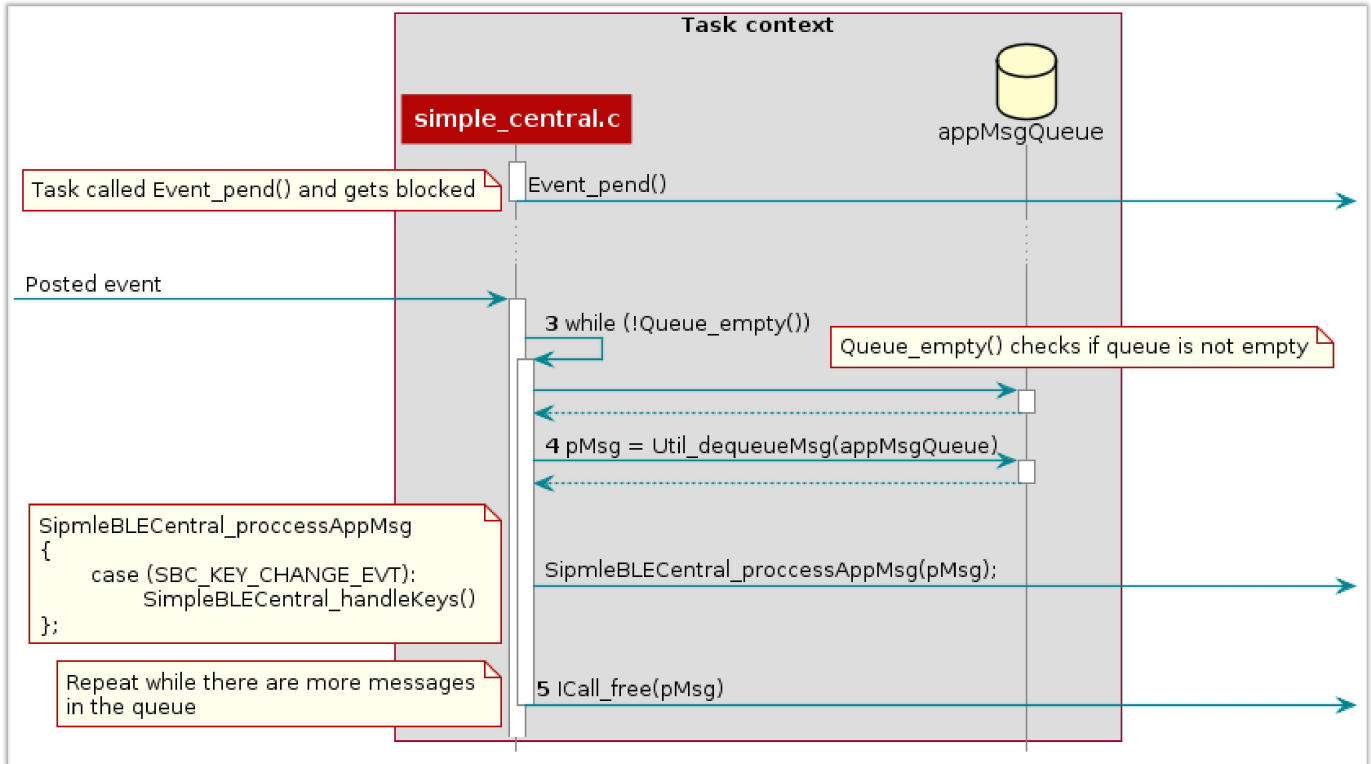 Task context
simple_central.c
appMsgQueue
Task called Event_pend() and gets blocked
Event_pend()
Posted event
3 while (!Queue_empty())
Queue_empty() checks if queue is not empty
4 pMsg = Util_dequeueMsg(appMsgQueue)
SipmleBLECentral_proccessAppMsg
{
case (SBC_KEY_CHANGE_EVT):
SimpleBLECentral_handleKeys()
};
SipmleBLECentral_proccessAppMsg(pMsg);
Repeat while there are more messages
in the queue
5 ICall_free(pMsg)